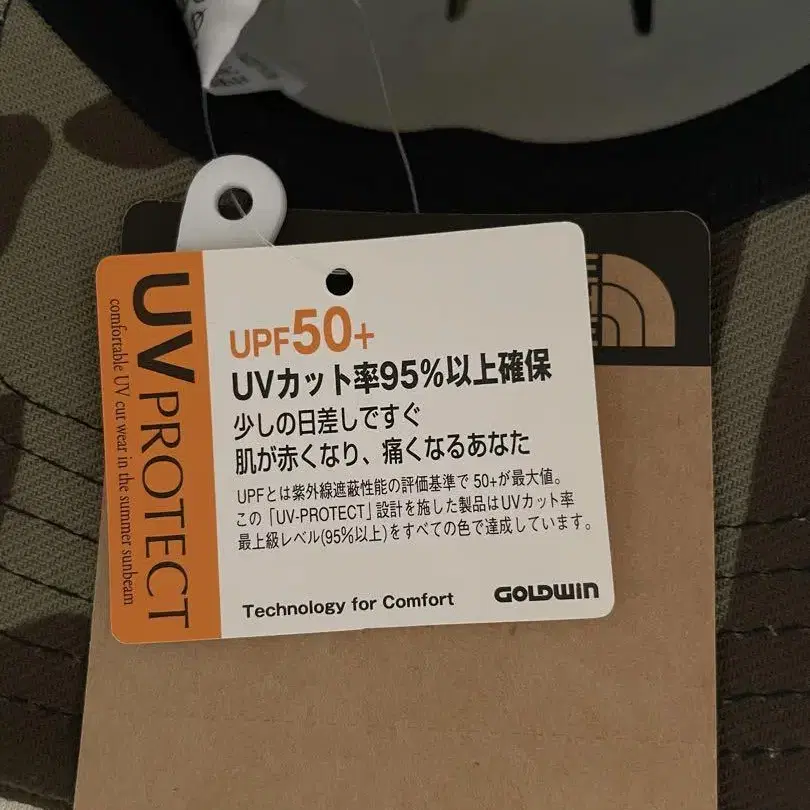 UV PROTECT
comfortable UV cut wear in the summer sunbeam
UPF50+
UVカット率95%以上確保
少しの日差しですぐ
肌が赤くなり、痛くなるあなた
UPFとは紫外線遮蔽性能の評価基準で 50+が最大値。
この「UV-PROTECT」設計を施した製品はUVカット率
最上級レベル(95%以上)をすべての色で達成しています。
Technology for Comfort
GOLDWIN